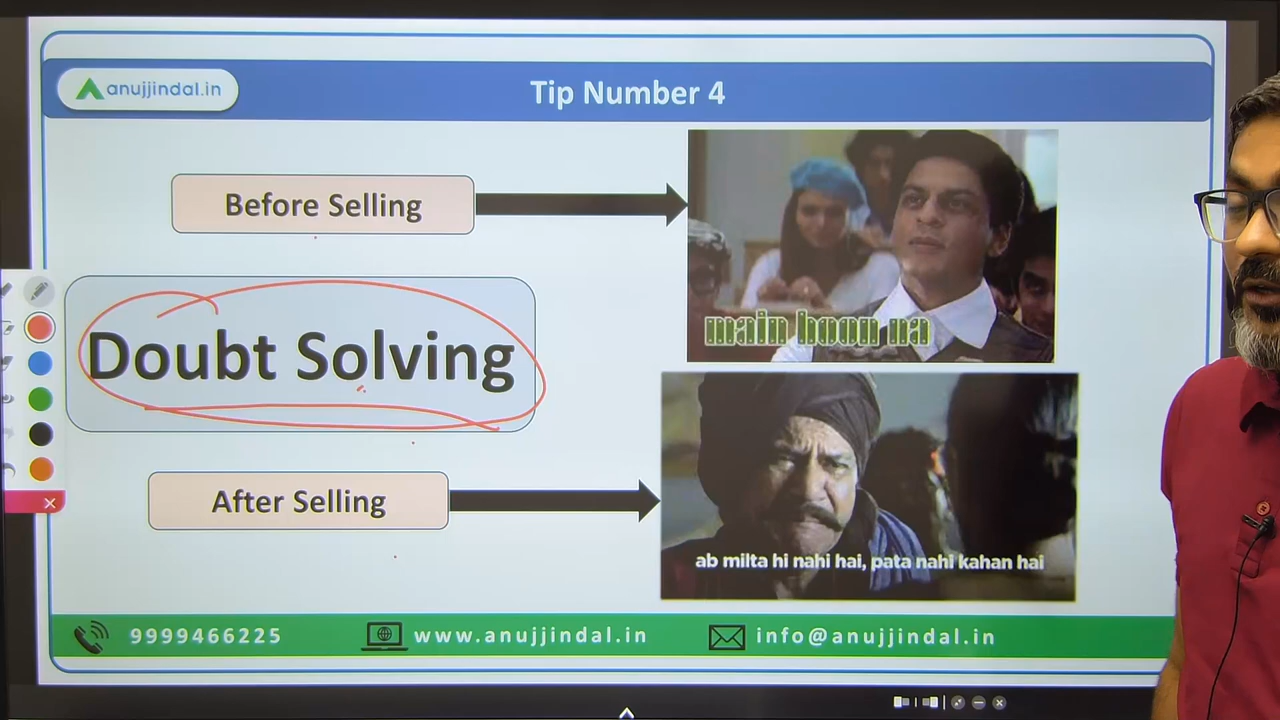 anujjindal.in
Tip Number 4
Before Selling
main hoon na
Doubt Solving
After Selling
ab milta hi nahi hai, pata nahi kahan hai
9999466225
www.anujjindal.in
info@anujjindal.in